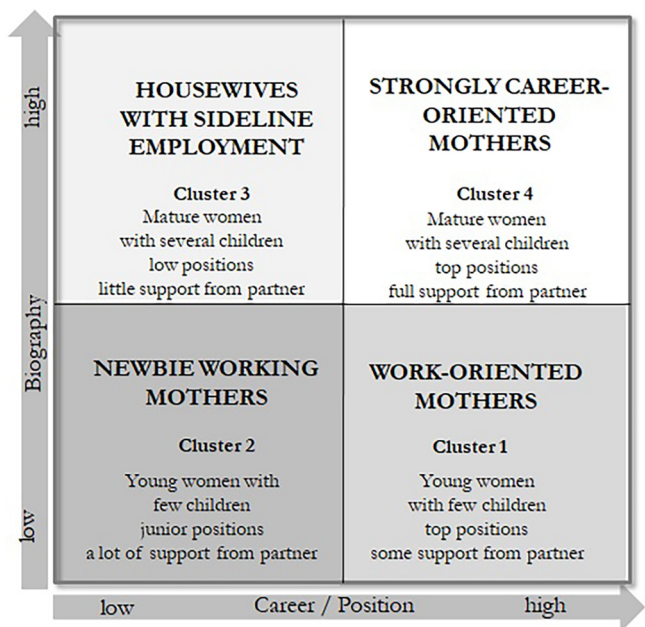 high
Biography
low
HOUSEWIVES
WITH SIDELINE
EMPLOYMENT
Cluster 3
Mature women
with several children
low positions
little support from partner
STRONGLY CAREER-
ORIENTED
MOTHERS
Cluster 4
Mature women
with several children
top positions
full support from partner
NEWBIE WORKING
MOTHERS
Cluster 2
Young women with
few children
junior positions
a lot of support from partner
WORK-ORIENTED
MOTHERS
Cluster 1
Young women
with few children
top positions
some support from partner
low Career / Position high